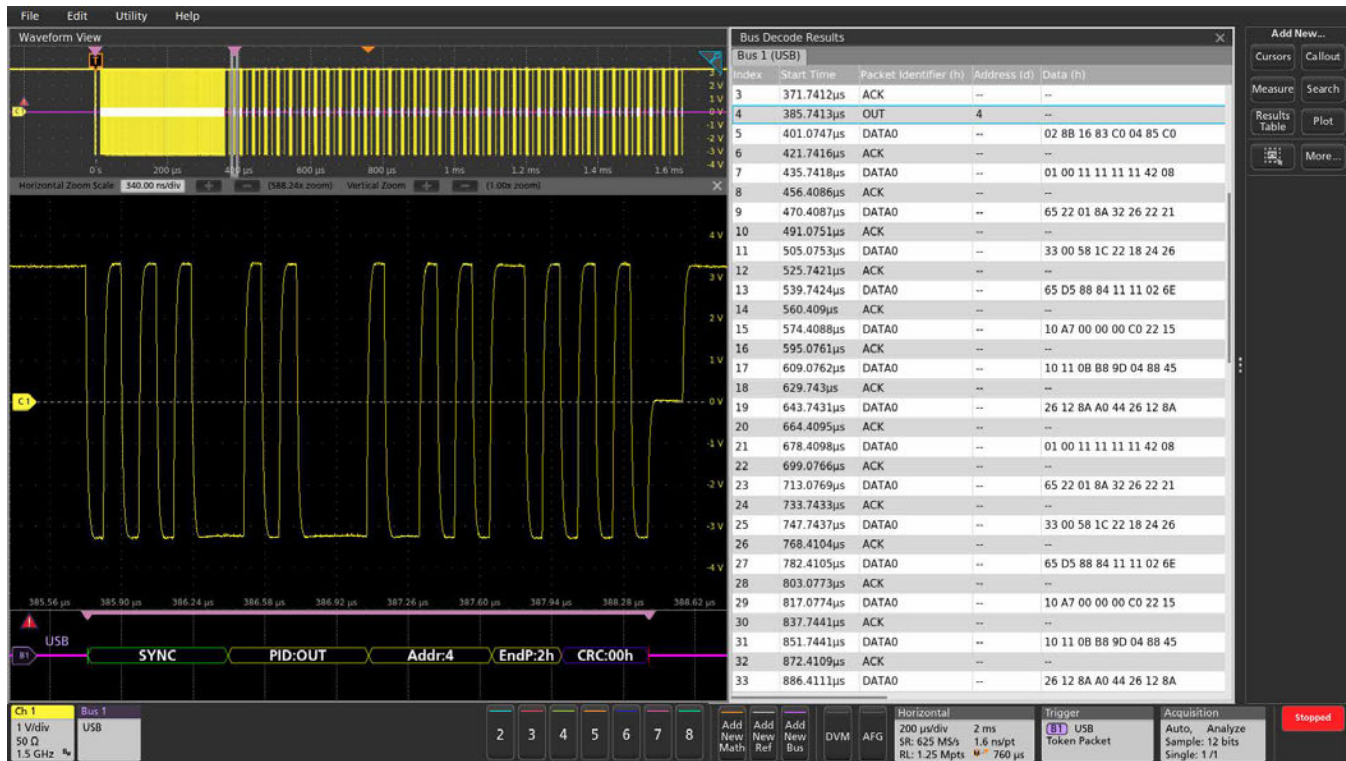 File Edit Utility Help
Waveform View
3 V
2 V
1 V
0 V
-1 V
-2 V
-3 V
-4 V
T
C1
0 s 200 µs 400 µs 600 µs 800 µs 1 ms 1.2 ms 1.4 ms 1.6 ms
Horizontal Zoom Scale 340.00 ns/div + − (588.24x zoom) Vertical Zoom + − (1.00x zoom)
4 V
3 V
2 V
1 V
C1 0 V
-1 V
-2 V
-3 V
-4 V
385.56 µs 385.90 µs 386.24 µs 386.58 µs 386.92 µs 387.26 µs 387.60 µs 387.94 µs 388.28 µs 388.62 µs
USB
B1 SYNC PID:OUT Addr:4 EndP:2h CRC:00h
Bus Decode Results
Bus 1 (USB)
Index Start Time Packet Identifier (h) Address (d) Data (h)
3 371.7412µs ACK -- --
4 385.7413µs OUT 4 --
5 401.0747µs DATA0 -- 02 8B 16 83 C0 04 85 C0
6 421.7416µs ACK -- --
7 435.7418µs DATA0 -- 01 00 11 11 11 11 42 08
8 456.4086µs ACK -- --
9 470.4087µs DATA0 -- 65 22 01 8A 32 26 22 21
10 491.0751µs ACK -- --
11 505.0753µs DATA0 -- 33 00 58 1C 22 18 24 26
12 525.7421µs ACK -- --
13 539.7424µs DATA0 -- 65 D5 88 84 11 11 02 6E
14 560.409µs ACK -- --
15 574.4088µs DATA0 -- 10 A7 00 00 00 C0 22 15
16 595.0761µs ACK -- --
17 609.0762µs DATA0 -- 10 11 0B B8 9D 04 88 45
18 629.743µs ACK -- --
19 643.7431µs DATA0 -- 26 12 8A A0 44 26 12 8A
20 664.4095µs ACK -- --
21 678.4098µs DATA0 -- 01 00 11 11 11 11 42 08
22 699.0766µs ACK -- --
23 713.0769µs DATA0 -- 65 22 01 8A 32 26 22 21
24 733.7433µs ACK -- --
25 747.7437µs DATA0 -- 33 00 58 1C 22 18 24 26
26 768.4104µs ACK -- --
27 782.4105µs DATA0 -- 65 D5 88 84 11 11 02 6E
28 803.0773µs ACK -- --
29 817.0774µs DATA0 -- 10 A7 00 00 00 C0 22 15
30 837.7441µs ACK -- --
31 851.7441µs DATA0 -- 10 11 0B B8 9D 04 88 45
32 872.4109µs ACK -- --
33 886.4111µs DATA0 -- 26 12 8A A0 44 26 12 8A
Add New...
Cursors Callout
Measure Search
Results Table Plot
More...
Ch 1
1 V/div
50 Ω
1.5 GHz Bw
Bus 1
USB
2 3 4 5 6 7 8
Add New Math
Add New Ref
Add New Bus
DVM AFG
Horizontal
200 µs/div 2 ms
SR: 625 MS/s 1.6 ns/pt
RL: 1.25 Mpts 760 µs
Trigger
B1 USB
Token Packet
Acquisition
Auto, Analyze
Sample: 12 bits
Single: 1 /1
Stopped